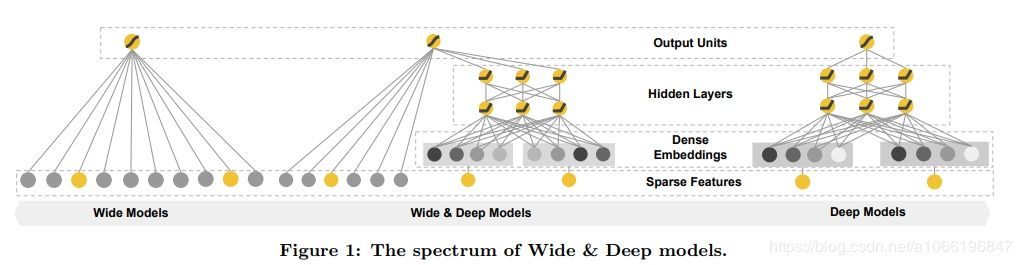 Output Units
Hidden Layers
Dense
Embeddings
Sparse Features
Wide Models
Wide & Deep Models
Deep Models
Figure 1: The spectrum of Wide & Deep models.
https://blog.csdn.net/a1066196847